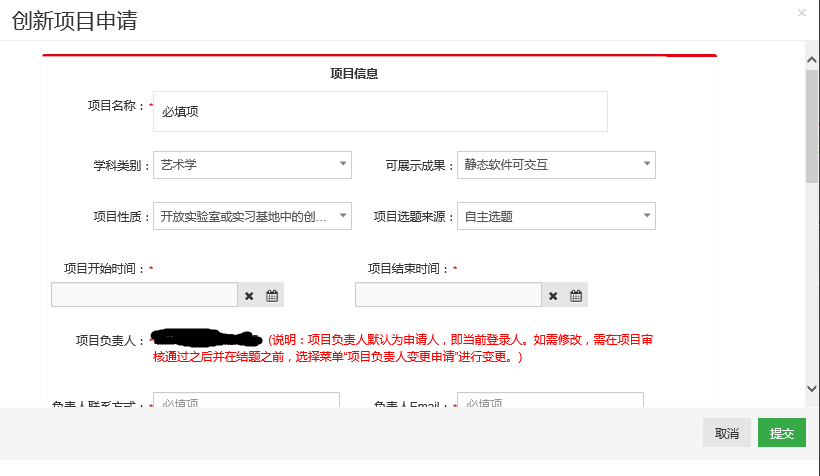 创新项目申请
×
项目信息
项目名称：* 必填项
学科类别： 艺术学 可展示成果： 静态软件可交互
项目性质： 开放实验室或实习基地中的创... 项目选题来源： 自主选题
项目开始时间：* 项目结束时间：*
项目负责人：* (说明：项目负责人默认为申请人，即当前登录人。如需修改，需在项目审
核通过之后并在结题之前，选择菜单“项目负责人变更申请”进行变更。)
负责人联系方式：* 必填项 负责人Email：* 必填项
取消 提交